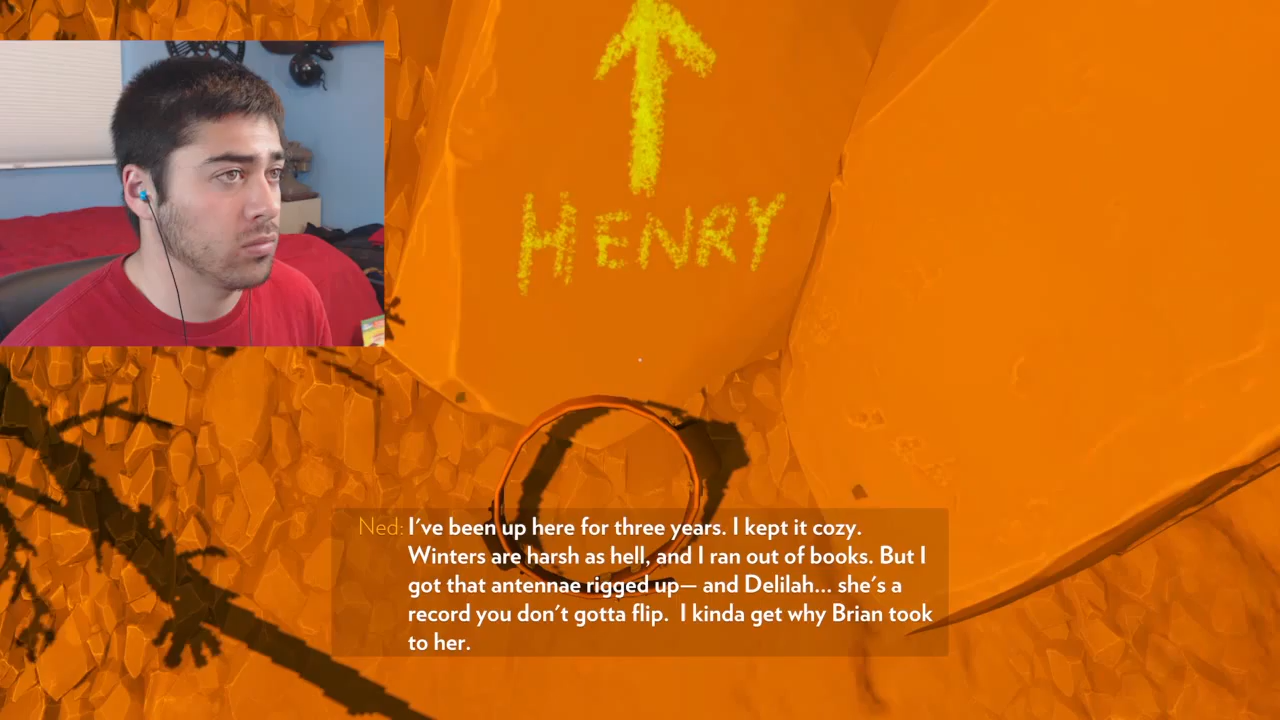 HENRY
Ned: I've been up here for three years. I kept it cozy.
Winters are harsh as hell, and I ran out of books. But I
got that antennae rigged up— and Delilah... she's a
record you don't gotta flip.  I kinda get why Brian took
to her.